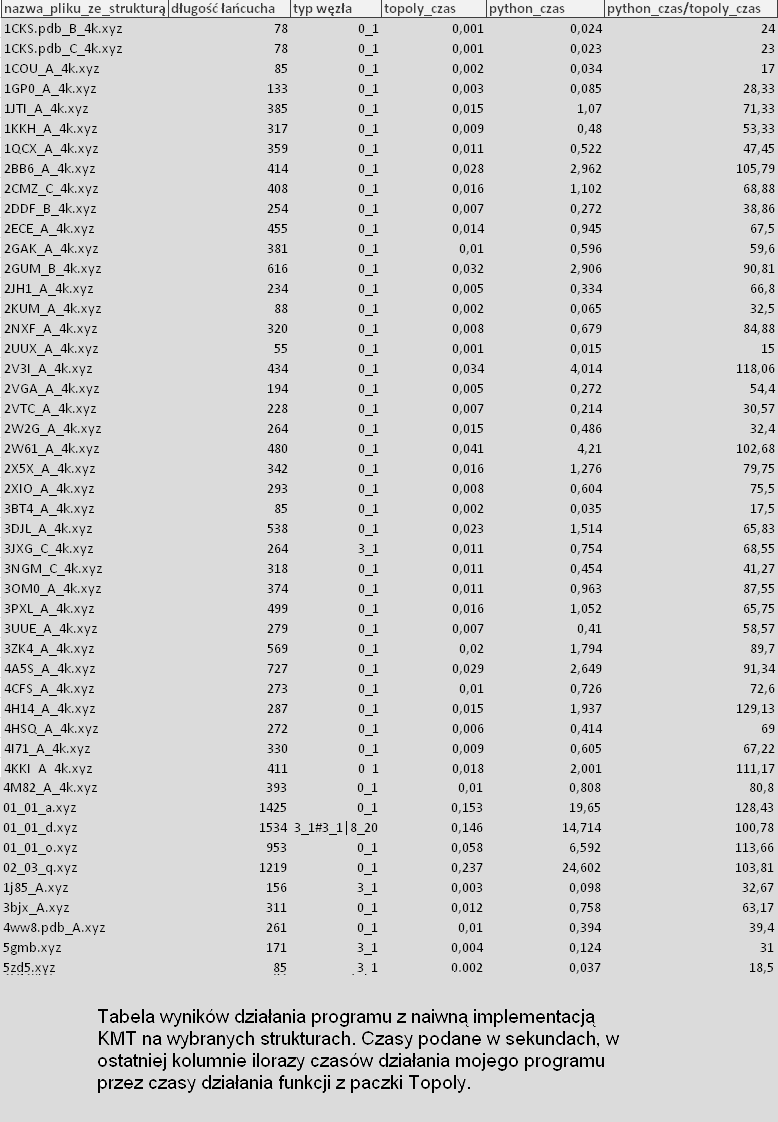 nazwa_pliku_ze_strukturą długość łańcucha typ węzła topoly_czas python_czas python_czas/topoly_czas
1CKS.pdb_B_4k.xyz 78 0_1 0,001 0,024 24
1CKS.pdb_C_4k.xyz 78 0_1 0,001 0,023 23
1COU_A_4k.xyz 85 0_1 0,002 0,034 17
1GP0_A_4k.xyz 133 0_1 0,003 0,085 28,33
1JTI_A_4k.xyz 385 0_1 0,015 1,07 71,33
1KKH_A_4k.xyz 317 0_1 0,009 0,48 53,33
1QCX_A_4k.xyz 359 0_1 0,011 0,522 47,45
2BB6_A_4k.xyz 414 0_1 0,028 2,962 105,79
2CMZ_C_4k.xyz 408 0_1 0,016 1,102 68,88
2DDF_B_4k.xyz 254 0_1 0,007 0,272 38,86
2ECE_A_4k.xyz 455 0_1 0,014 0,945 67,5
2GAK_A_4k.xyz 381 0_1 0,01 0,596 59,6
2GUM_B_4k.xyz 616 0_1 0,032 2,906 90,81
2JH1_A_4k.xyz 234 0_1 0,005 0,334 66,8
2KUM_A_4k.xyz 88 0_1 0,002 0,065 32,5
2NXF_A_4k.xyz 320 0_1 0,008 0,679 84,88
2UUX_A_4k.xyz 55 0_1 0,001 0,015 15
2V3I_A_4k.xyz 434 0_1 0,034 4,014 118,06
2VGA_A_4k.xyz 194 0_1 0,005 0,272 54,4
2VTC_A_4k.xyz 228 0_1 0,007 0,214 30,57
2W2G_A_4k.xyz 264 0_1 0,015 0,486 32,4
2W61_A_4k.xyz 480 0_1 0,041 4,21 102,68
2X5X_A_4k.xyz 342 0_1 0,016 1,276 79,75
2XIO_A_4k.xyz 293 0_1 0,008 0,604 75,5
3BT4_A_4k.xyz 85 0_1 0,002 0,035 17,5
3DJL_A_4k.xyz 538 0_1 0,023 1,514 65,83
3JXG_C_4k.xyz 264 3_1 0,011 0,754 68,55
3NGM_C_4k.xyz 318 0_1 0,011 0,454 41,27
3OM0_A_4k.xyz 374 0_1 0,011 0,963 87,55
3PXL_A_4k.xyz 499 0_1 0,016 1,052 65,75
3UUE_A_4k.xyz 279 0_1 0,007 0,41 58,57
3ZK4_A_4k.xyz 569 0_1 0,02 1,794 89,7
4A5S_A_4k.xyz 727 0_1 0,029 2,649 91,34
4CFS_A_4k.xyz 273 0_1 0,01 0,726 72,6
4H14_A_4k.xyz 287 0_1 0,015 1,937 129,13
4HSQ_A_4k.xyz 272 0_1 0,006 0,414 69
4I71_A_4k.xyz 330 0_1 0,009 0,605 67,22
4KKI_A_4k.xyz 411 0_1 0,018 2,001 111,17
4M82_A_4k.xyz 393 0_1 0,01 0,808 80,8
01_01_a.xyz 1425 0_1 0,153 19,65 128,43
01_01_d.xyz 1534 3_1#3_1|8_20 0,146 14,714 100,78
01_01_o.xyz 953 0_1 0,058 6,592 113,66
02_03_q.xyz 1219 0_1 0,237 24,602 103,81
1j85_A.xyz 156 3_1 0,003 0,098 32,67
3bjx_A.xyz 311 0_1 0,012 0,758 63,17
4ww8.pdb_A.xyz 261 0_1 0,01 0,394 39,4
5gmb.xyz 171 3_1 0,004 0,124 31
5zd5.xyz 85 3_1 0.002 0,037 18,5
Tabela wyników działania programu z naiwną implementacją
KMT na wybranych strukturach. Czasy podane w sekundach, w
ostatniej kolumnie ilorazy czasów działania mojego programu
przez czasy działania funkcji z paczki Topoly.